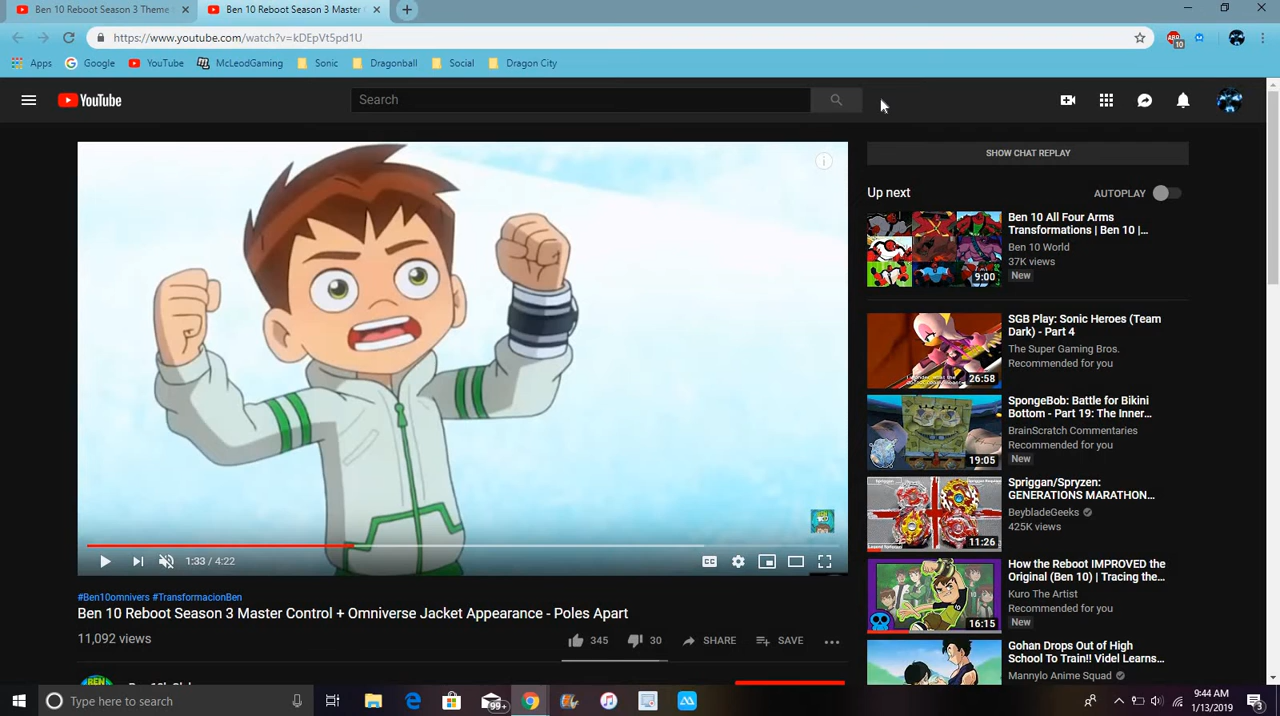 Ben 10 Reboot Season 3 Theme
Ben 10 Reboot Season 3 Master
https://www.youtube.com/watch?v=kDEpVt5pd1U
10
Apps Google YouTube McLeodGaming Sonic Dragonball Social Dragon City
YouTube
Search
SHOW CHAT REPLAY
Up next
AUTOPLAY
Ben 10 All Four Arms
Transformations | Ben 10 |...
Ben 10 World
37K views
New
9:00
SGB Play: Sonic Heroes (Team
Dark) - Part 4
The Super Gaming Bros.
Recommended for you
26:58
SpongeBob: Battle for Bikini
Bottom - Part 19: The Inner...
BrainScratch Commentaries
Recommended for you
New
19:05
Spriggan/Spryzen:
GENERATIONS MARATHON...
BeybladeGeeks
425K views
11:26
How the Reboot IMPROVED the
Original (Ben 10) | Tracing the...
Kuro The Artist
Recommended for you
New
16:15
Gohan Drops Out of High
School To Train!! Videl Learns...
Mannylo Anime Squad
1:33 / 4:22
CC
#Ben10omnivers #TransformacionBen
Ben 10 Reboot Season 3 Master Control + Omniverse Jacket Appearance - Poles Apart
11,092 views
345 30 SHARE SAVE
Type here to search
99+
9:44 AM
1/13/2019
3